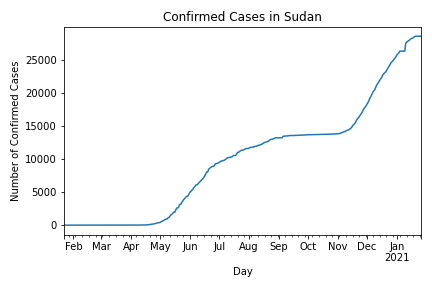 Confirmed Cases in Sudan
Number of Confirmed Cases
25000
20000
15000
10000
5000
0
Feb Mar Apr May Jun Jul Aug Sep Oct Nov Dec Jan
2021
Day